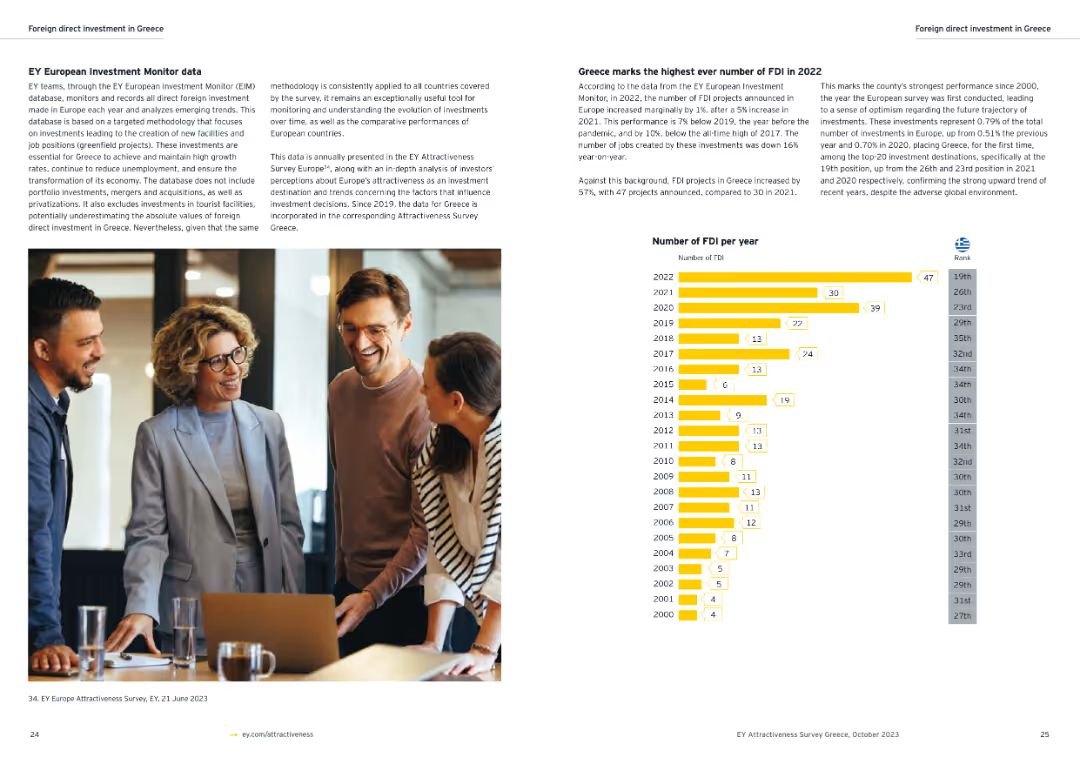 Foreign direct investment in Greece
Foreign direct investment in Greece
EY European Investment Monitor data
EY teams, through the EY European Investment Monitor (EIM)
database, monitors and records all direct foreign investment
made in Europe each year and analyzes emerging trends. This
database is based on a targeted methodology that focuses
on investments leading to the creation of new facilities and
job positions (greenfield projects). These investments are
essential for Greece to achieve and maintain high growth
rates, continue to reduce unemployment, and ensure the
transformation of its economy. The database does not include
portfolio investments, mergers and acquisitions, as well as
privatizations. It also excludes investments in tourist facilities,
potentially underestimating the absolute values of foreign
direct investment in Greece. Nevertheless, given that the same
methodology is consistently applied to all countries covered
by the survey, it remains an exceptionally useful tool for
monitoring and understanding the evolution of investments
over time, as well as the comparative performances of
European countries.
This data is annually presented in the EY Attractiveness
Survey Europe34, along with an in-depth analysis of investors'
perceptions about Europe's attractiveness as an investment
destination and trends concerning the factors that influence
investment decisions. Since 2019, the data for Greece is
incorporated in the corresponding Attractiveness Survey
Greece.
34. EY Europe Attractiveness Survey, EY, 21 June 2023
24
ey.com/attractiveness
Greece marks the highest ever number of FDI in 2022
According to the data from the EY European Investment
Monitor, in 2022, the number of FDI projects announced in
Europe increased marginally by 1%, after a 5% increase in
2021. This performance is 7% below 2019, the year before the
pandemic, and by 10%, below the all-time high of 2017. The
number of jobs created by these investments was down 16%
year-on-year.
Against this background, FDI projects in Greece increased by
57%, with 47 projects announced, compared to 30 in 2021.
This marks the county's strongest performance since 2000,
the year the European survey was first conducted, leading
to a sense of optimism regarding the future trajectory of
investments. These investments represent 0.79% of the total
number of investments in Europe, up from 0.51% the previous
year and 0.70% in 2020, placing Greece, for the first time,
among the top-20 investment destinations, specifically at the
19th position, up from the 26th and 23rd position in 2021
and 2020 respectively, confirming the strong upward trend of
recent years, despite the adverse global environment.
Number of FDI per year
Number of FDI Rank
2022 47 19th
2021 30 26th
2020 39 23rd
2019 22 29th
2018 13 35th
2017 24 32nd
2016 13 34th
2015 6 34th
2014 19 30th
2013 9 34th
2012 13 31st
2011 13 34th
2010 8 32nd
2009 11 30th
2008 13 30th
2007 11 31st
2006 12 29th
2005 8 30th
2004 7 33rd
2003 5 29th
2002 5 29th
2001 4 31st
2000 4 27th
EY Attractiveness Survey Greece, October 2023
25